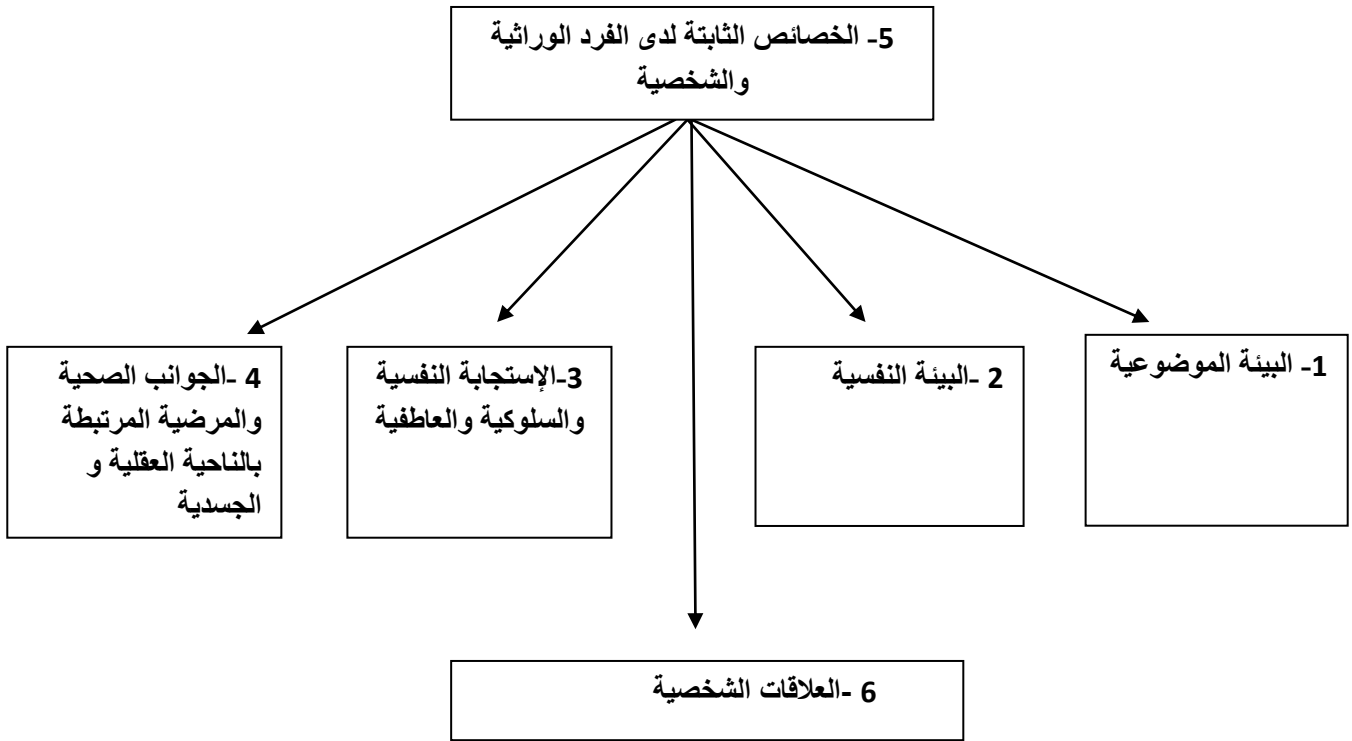 5- الخصائص الثابتة لدى الفرد الوراثية
والشخصية
1- البيئة الموضوعية
2 -البيئة النفسية
3-الإستجابة النفسية
والسلوكية والعاطفية
4 -الجوانب الصحية
والمرضية المرتبطة
بالناحية العقلية و
الجسدية
6 -العلاقات الشخصية